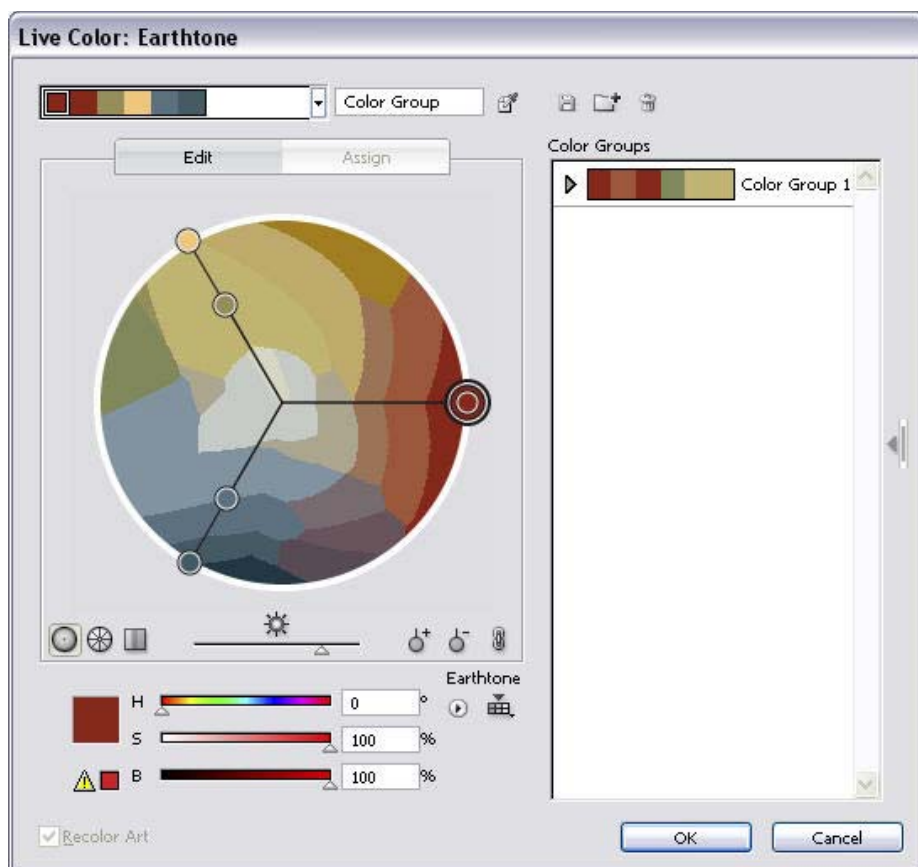 Live Color: Earthtone
Color Group
Edit
Assign
Color Groups
Color Group 1
Earthtone
H 0 °
S 100 %
B 100 %
Recolor Art
OK
Cancel